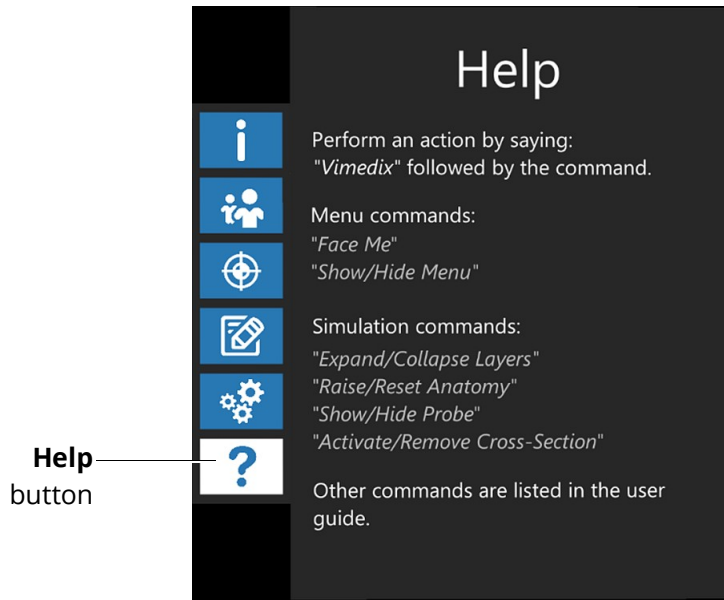 Help
Perform an action by saying:
"Vimedix" followed by the command.
Menu commands:
"Face Me"
"Show/Hide Menu"
Simulation commands:
"Expand/Collapse Layers"
"Raise/Reset Anatomy"
"Show/Hide Probe"
"Activate/Remove Cross-Section"
Other commands are listed in the user
guide.
i
?
Help
button